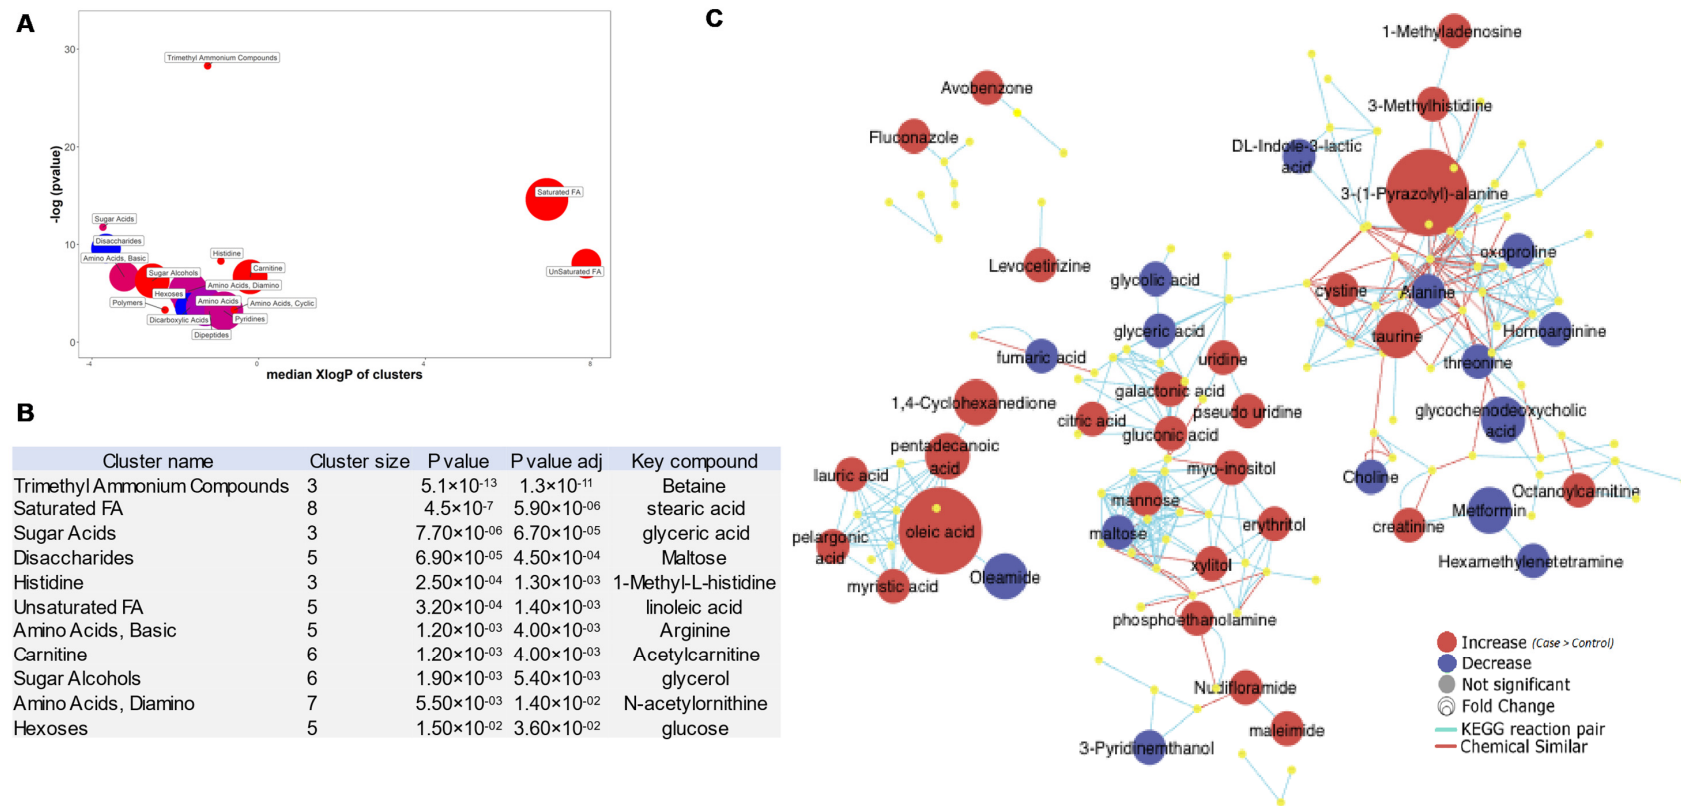 A
-log (pvalue)
30
20
10
0
Trimethyl Ammonium Compounds
Saturated FA
UnSaturated FA
Sugar Acids
Disaccharides
Amino Acids, Basic
Histidine
Sugar Alcohols
Carnitine
Amino Acids, Diamino
Hexoses
Polymers
Amino Acids
Amino Acids, Cyclic
Dicarboxylic Acids
Pyridines
Dipeptides
-4
0
4
8
median XlogP of clusters
B
Cluster name Cluster size P value P value adj Key compound
Trimethyl Ammonium Compounds 3 5.1×10-13 1.3×10-11 Betaine
Saturated FA 8 4.5×10-7 5.90×10-06 stearic acid
Sugar Acids 3 7.70×10-06 6.70×10-05 glyceric acid
Disaccharides 5 6.90×10-05 4.50×10-04 Maltose
Histidine 3 2.50×10-04 1.30×10-03 1-Methyl-L-histidine
Unsaturated FA 5 3.20×10-04 1.40×10-03 linoleic acid
Amino Acids, Basic 5 1.20×10-03 4.00×10-03 Arginine
Carnitine 6 1.20×10-03 4.00×10-03 Acetylcarnitine
Sugar Alcohols 6 1.90×10-03 5.40×10-03 glycerol
Amino Acids, Diamino 7 5.50×10-03 1.40×10-02 N-acetylornithine
Hexoses 5 1.50×10-02 3.60×10-02 glucose
C
1-Methyladenosine
Avobenzone
3-Methylhistidine
Fluconazole
DL-Indole-3-lactic
acid
3-(1-Pyrazolyl)-alanine
oxoproline
Levocetirizine
glycolic acid
cystine
Alanine
glyceric acid
taurine
Homoarginine
fumaric acid
uridine
threonine
1,4-Cyclohexanedione
galactonic acid
pseudo uridine
citric acid
gluconic acid
glycochenodeoxycholic
acid
pentadecanoic
acid
lauric acid
myo-inositol
Choline
Octanoylcarnitine
mannose
Metformin
oleic acid
maltose
erythritol
creatinine
pelargonic
acid
xylitol
Hexamethylenetetramine
myristic acid
Oleamide
phosphoethanolamine
Nudifloramide
maleimide
3-Pyridinemthanol
Increase (Case > Control)
Decrease
Not significant
Fold Change
KEGG reaction pair
Chemical Similar